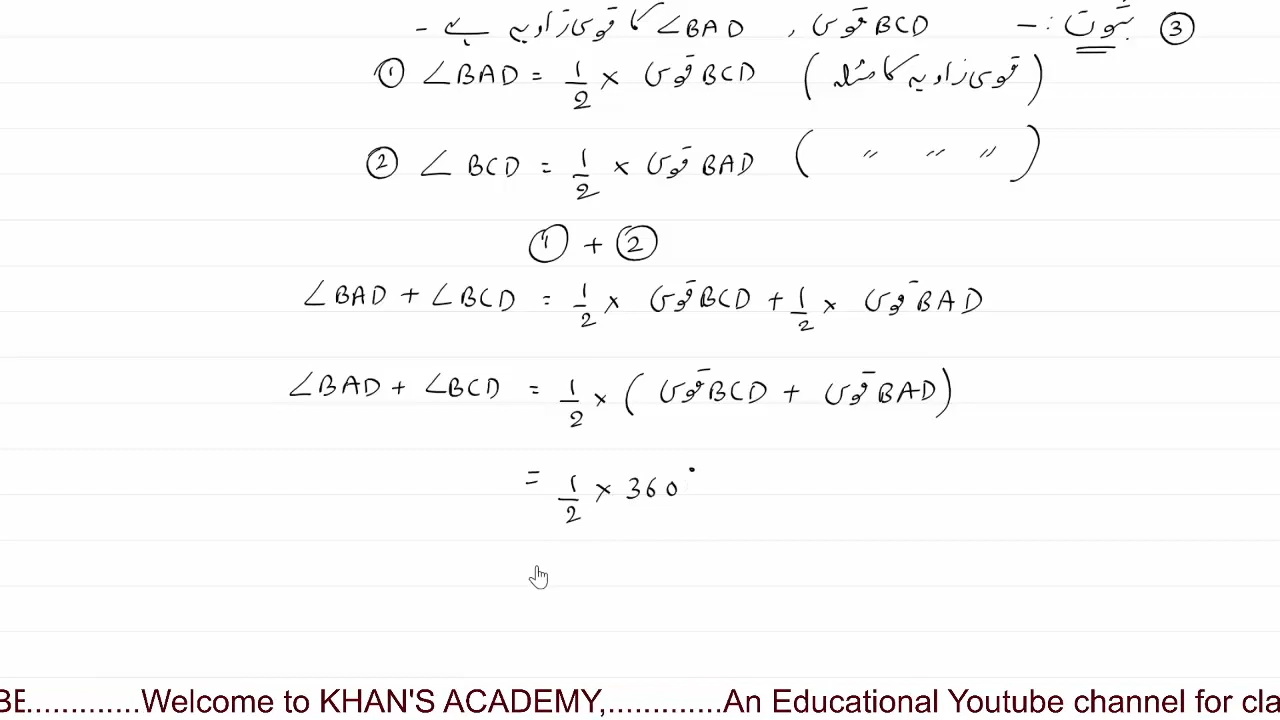 ③ ثبوت :- قوس BCD ، ∠BAD کا قوسی زاویہ ہے -
① ∠BAD = 1/2 × قوس BCD (قوسی زاویہ کا مسئلہ)
② ∠BCD = 1/2 × قوس BAD ( " " " )
① + ②
∠BAD + ∠BCD = 1/2 × قوس BCD + 1/2 × قوس BAD
∠BAD + ∠BCD = 1/2 × ( قوس BCD + قوس BAD)
= 1/2 × 360°
BE.............Welcome to KHAN'S ACADEMY,.............An Educational Youtube channel for cla